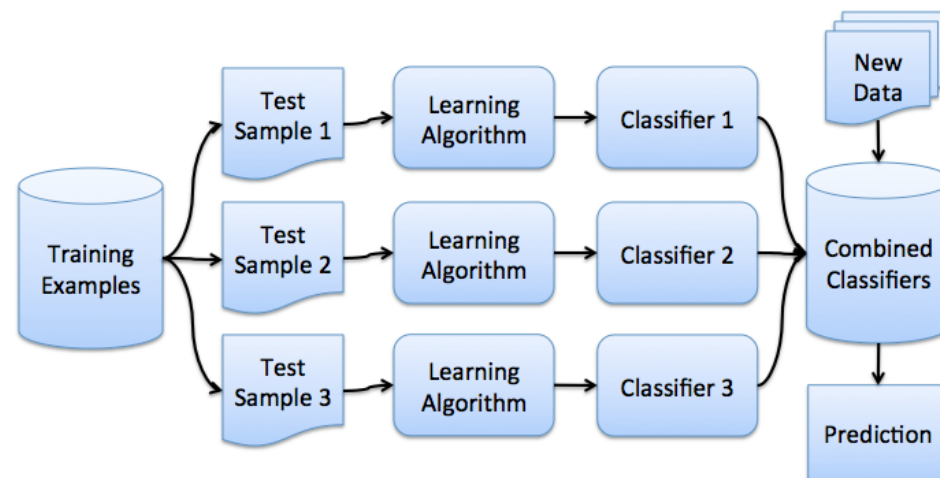 Training
Examples
Test
Sample 1
Learning
Algorithm
Classifier 1
Test
Sample 2
Learning
Algorithm
Classifier 2
Test
Sample 3
Learning
Algorithm
Classifier 3
New
Data
Combined
Classifiers
Prediction